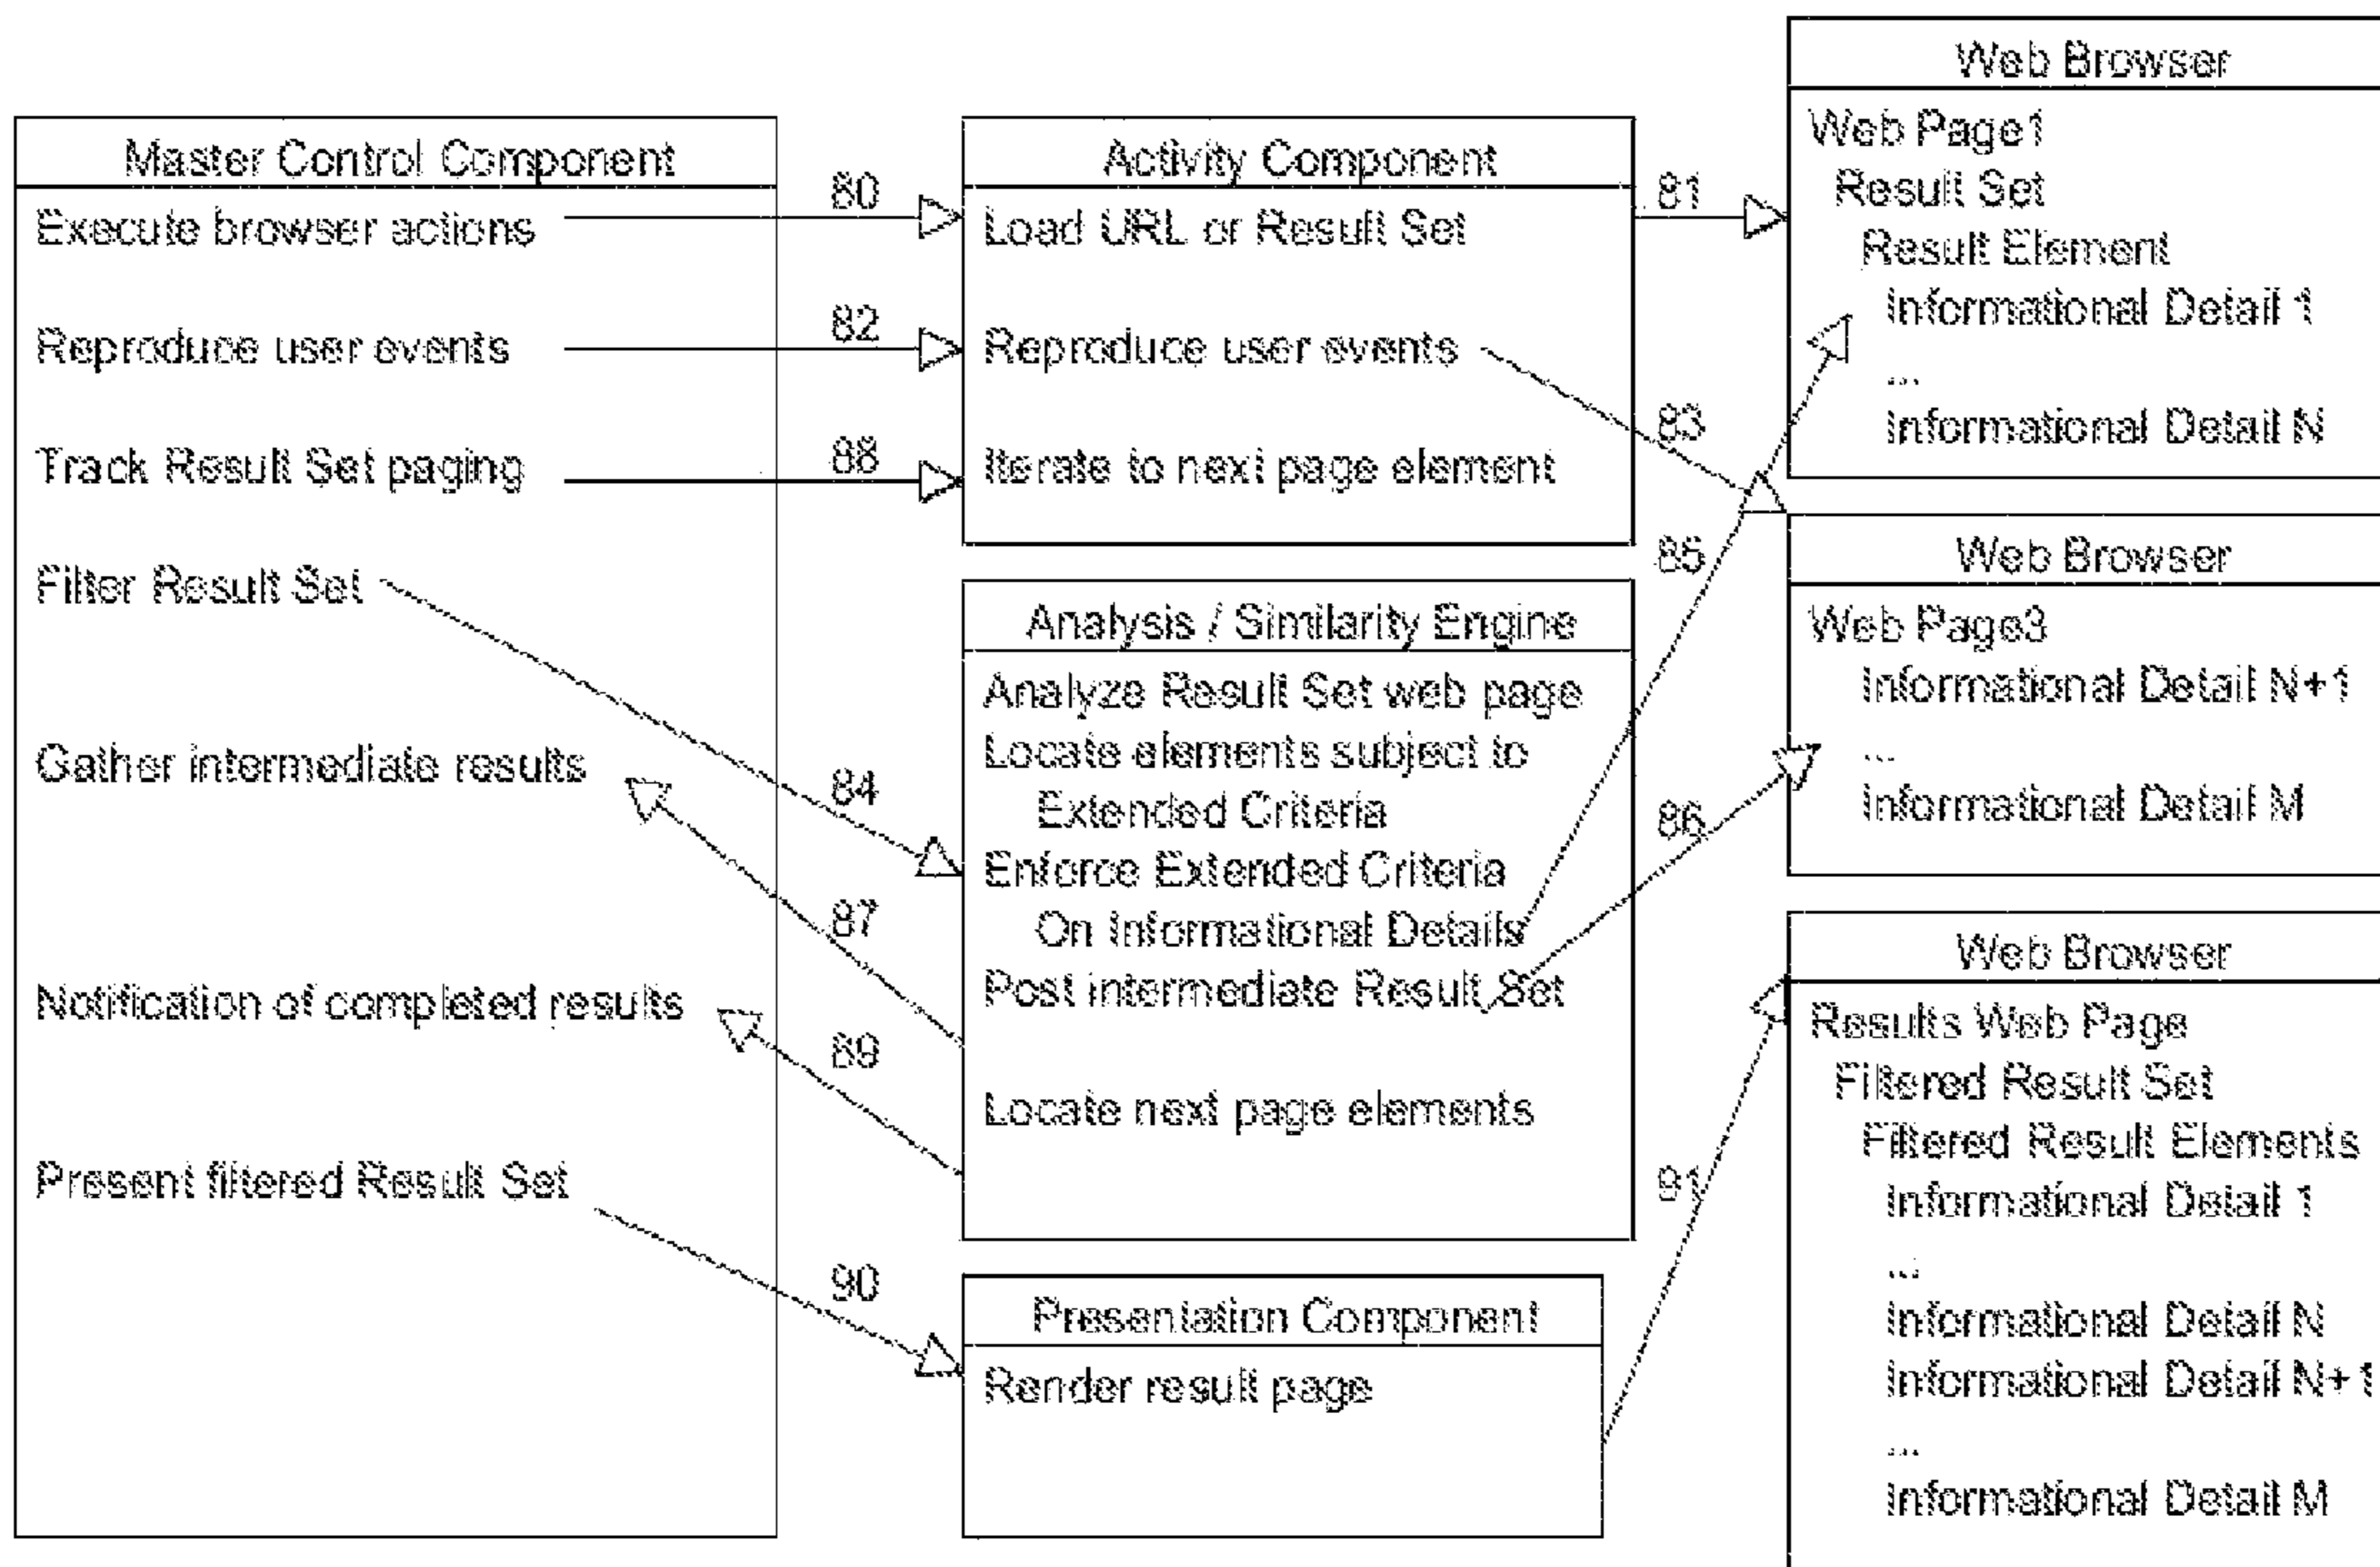 Master Control Component
Execute browser actions
Reproduce user events
Track Result Set paging
Filter Result Set
Gather intermediate results
Notification of completed results
Present filtered Result Set
80
82
88
84
87
89
90
Activity Component
Load URL or Result Set
Reproduce user events
Iterate to next page element
Analysis / Similarity Engine
Analyze Result Set web page
Locate elements subject to
Extended Criteria
Enforce Extended Criteria
On Informational Details
Post intermediate Result Set
Locate next page elements
Presentation Component
Render result page
81
83
85
86
91
Web Browser
Web Page1
Result Set
Result Element
Informational Detail 1
...
Informational Detail N
Web Browser
Web Page3
Informational Detail N+1
...
Informational Detail M
Web Browser
Results Web Page
Filtered Result Set
Filtered Result Elements
Informational Detail 1
...
Informational Detail N
Informational Detail N+1
...
Informational Detail M